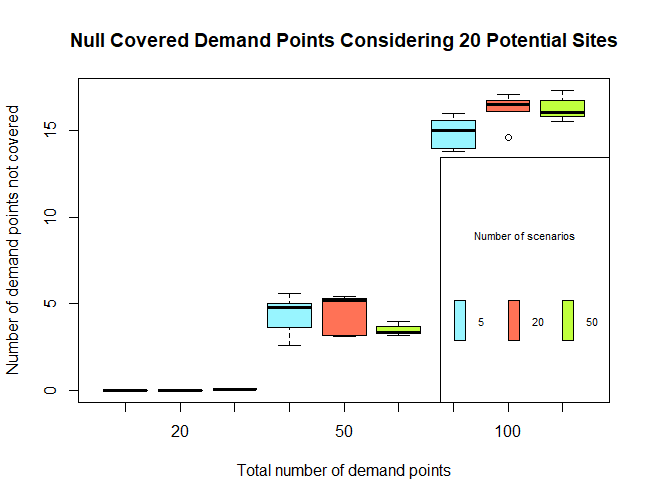 Null Covered Demand Points Considering 20 Potential Sites
Number of demand points not covered
15
10
5
0
Number of scenarios
5 20 50
20 50 100
Total number of demand points